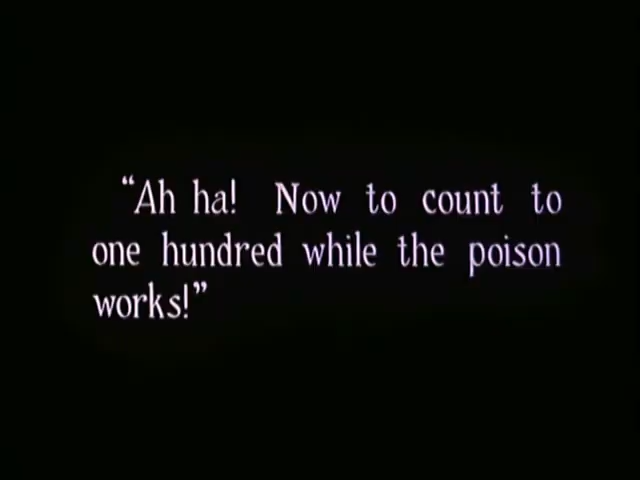 “Ah ha! Now to count to
one hundred while the poison
works!”